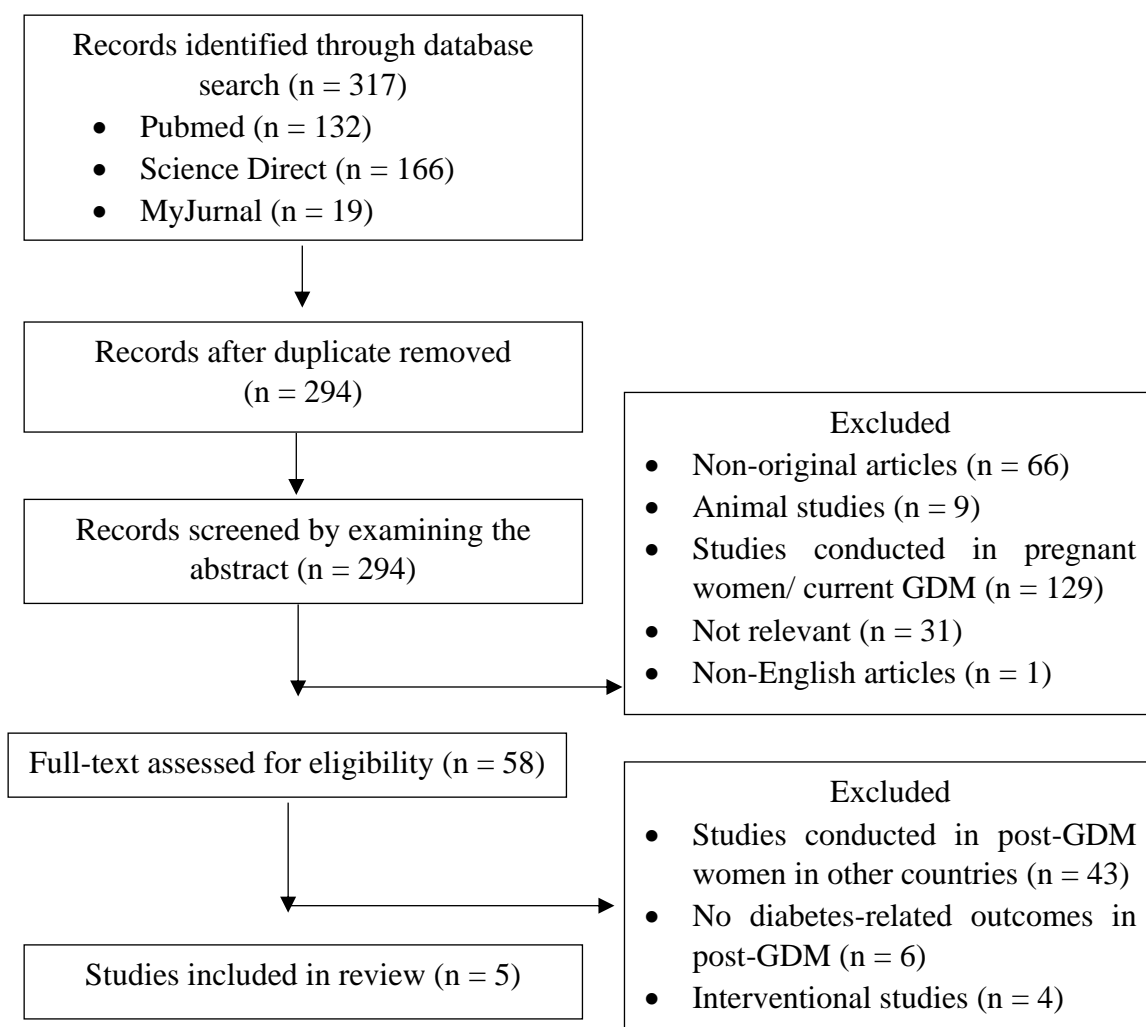 Records identified through database
search (n = 317)
• Pubmed (n = 132)
• Science Direct (n = 166)
• MyJurnal (n = 19)
Records after duplicate removed
(n = 294)
Records screened by examining the
abstract (n = 294)
Excluded
• Non-original articles (n = 66)
• Animal studies (n = 9)
• Studies conducted in pregnant
women/ current GDM (n = 129)
• Not relevant (n = 31)
• Non-English articles (n = 1)
Full-text assessed for eligibility (n = 58)
Excluded
• Studies conducted in post-GDM
women in other countries (n = 43)
• No diabetes-related outcomes in
post-GDM (n = 6)
• Interventional studies (n = 4)
Studies included in review (n = 5)